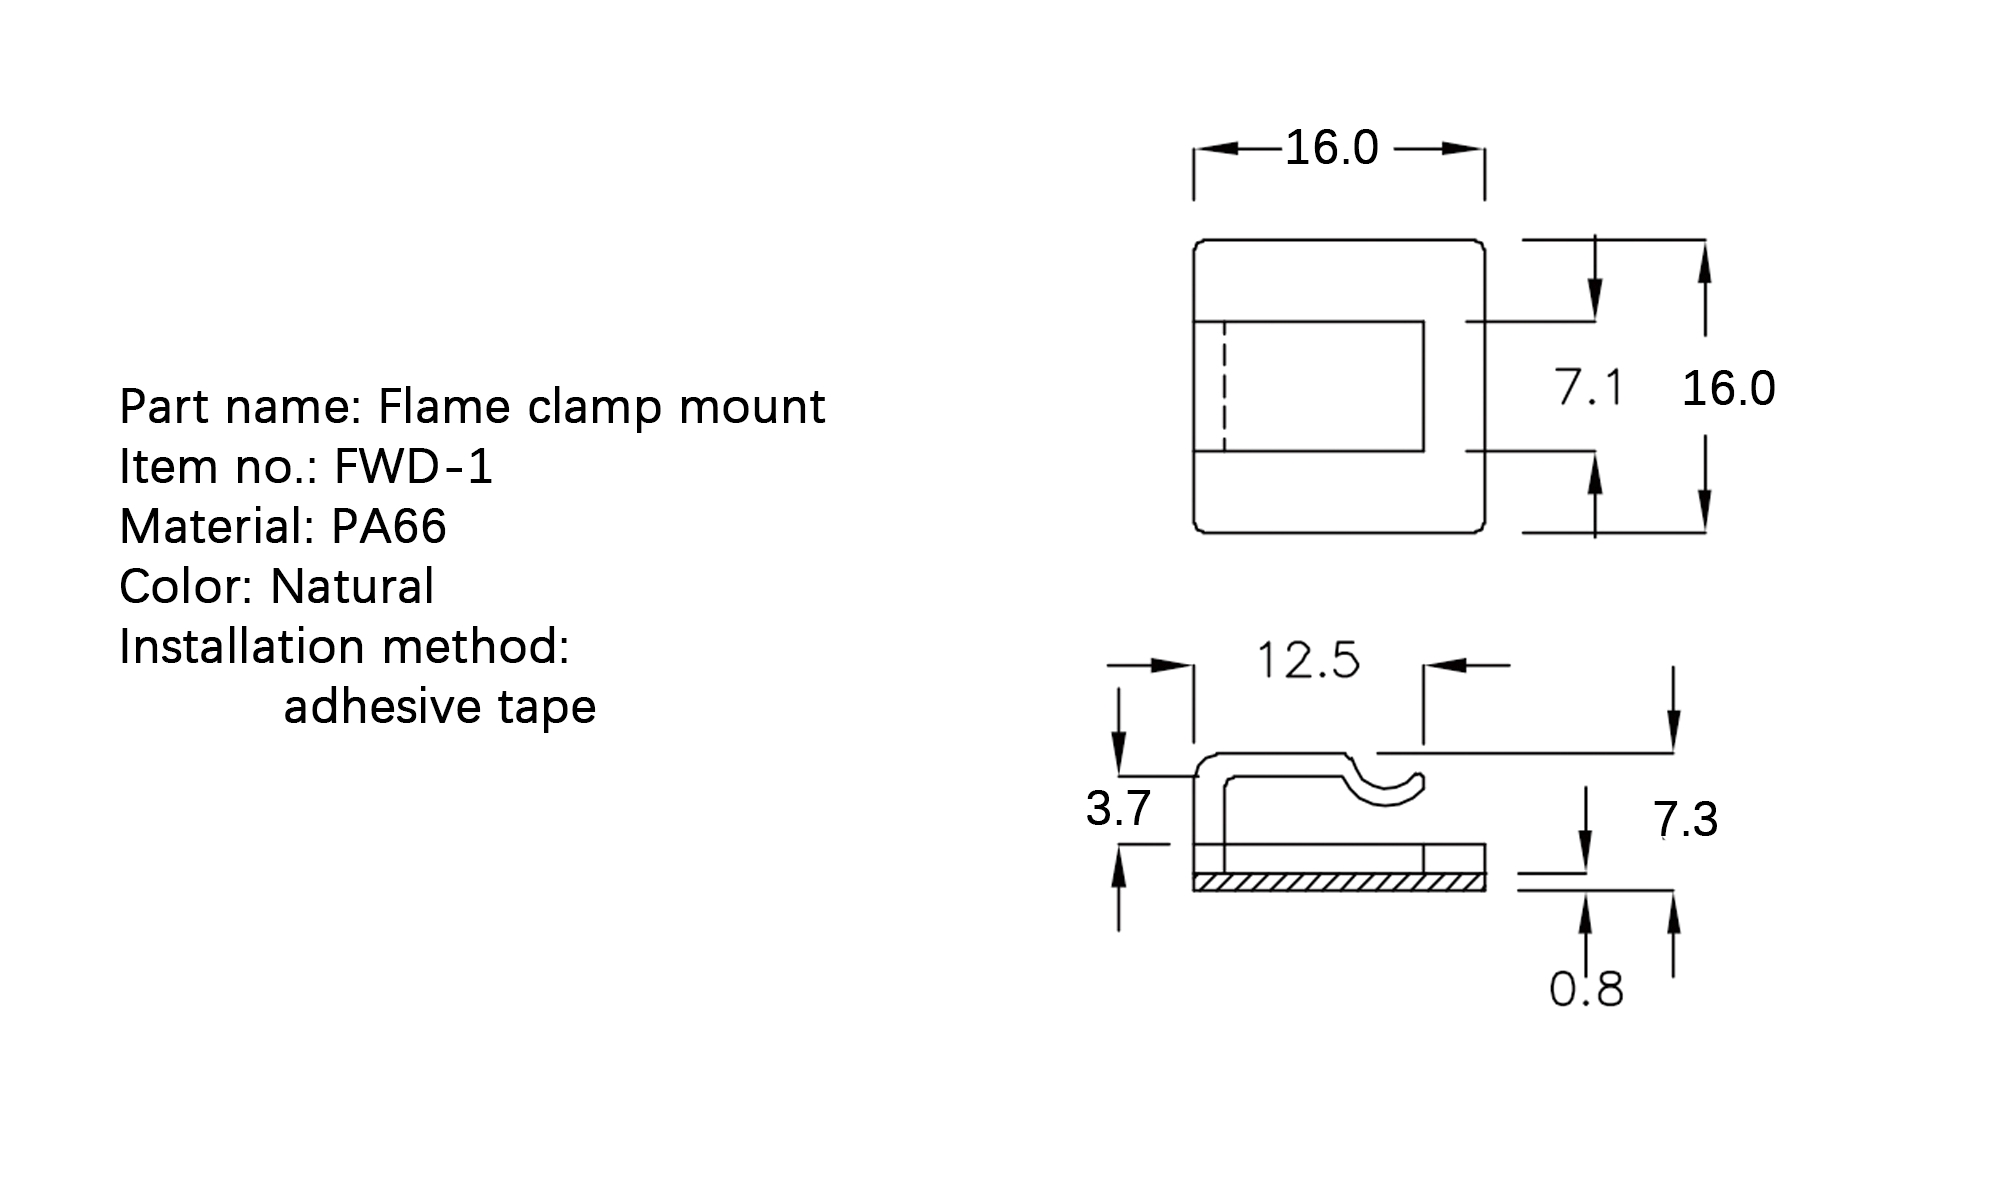 Part name: Flame clamp mount
Item no.: FWD-1
Material: PA66
Color: Natural
Installation method:
adhesive tape
16.0
7.1
16.0
12.5
3.7
7.3
0.8